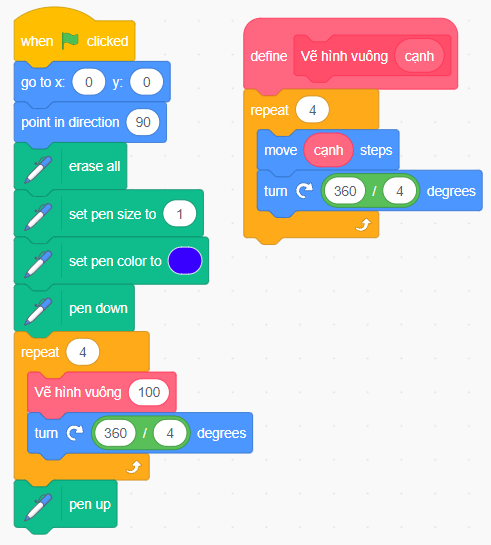 when clicked
go to x: 0 y: 0
point in direction 90
erase all
set pen size to 1
set pen color to
pen down
repeat 4
Vẽ hình vuông 100
turn 360 / 4 degrees
pen up
define Vẽ hình vuông cạnh
repeat 4
move cạnh steps
turn 360 / 4 degrees